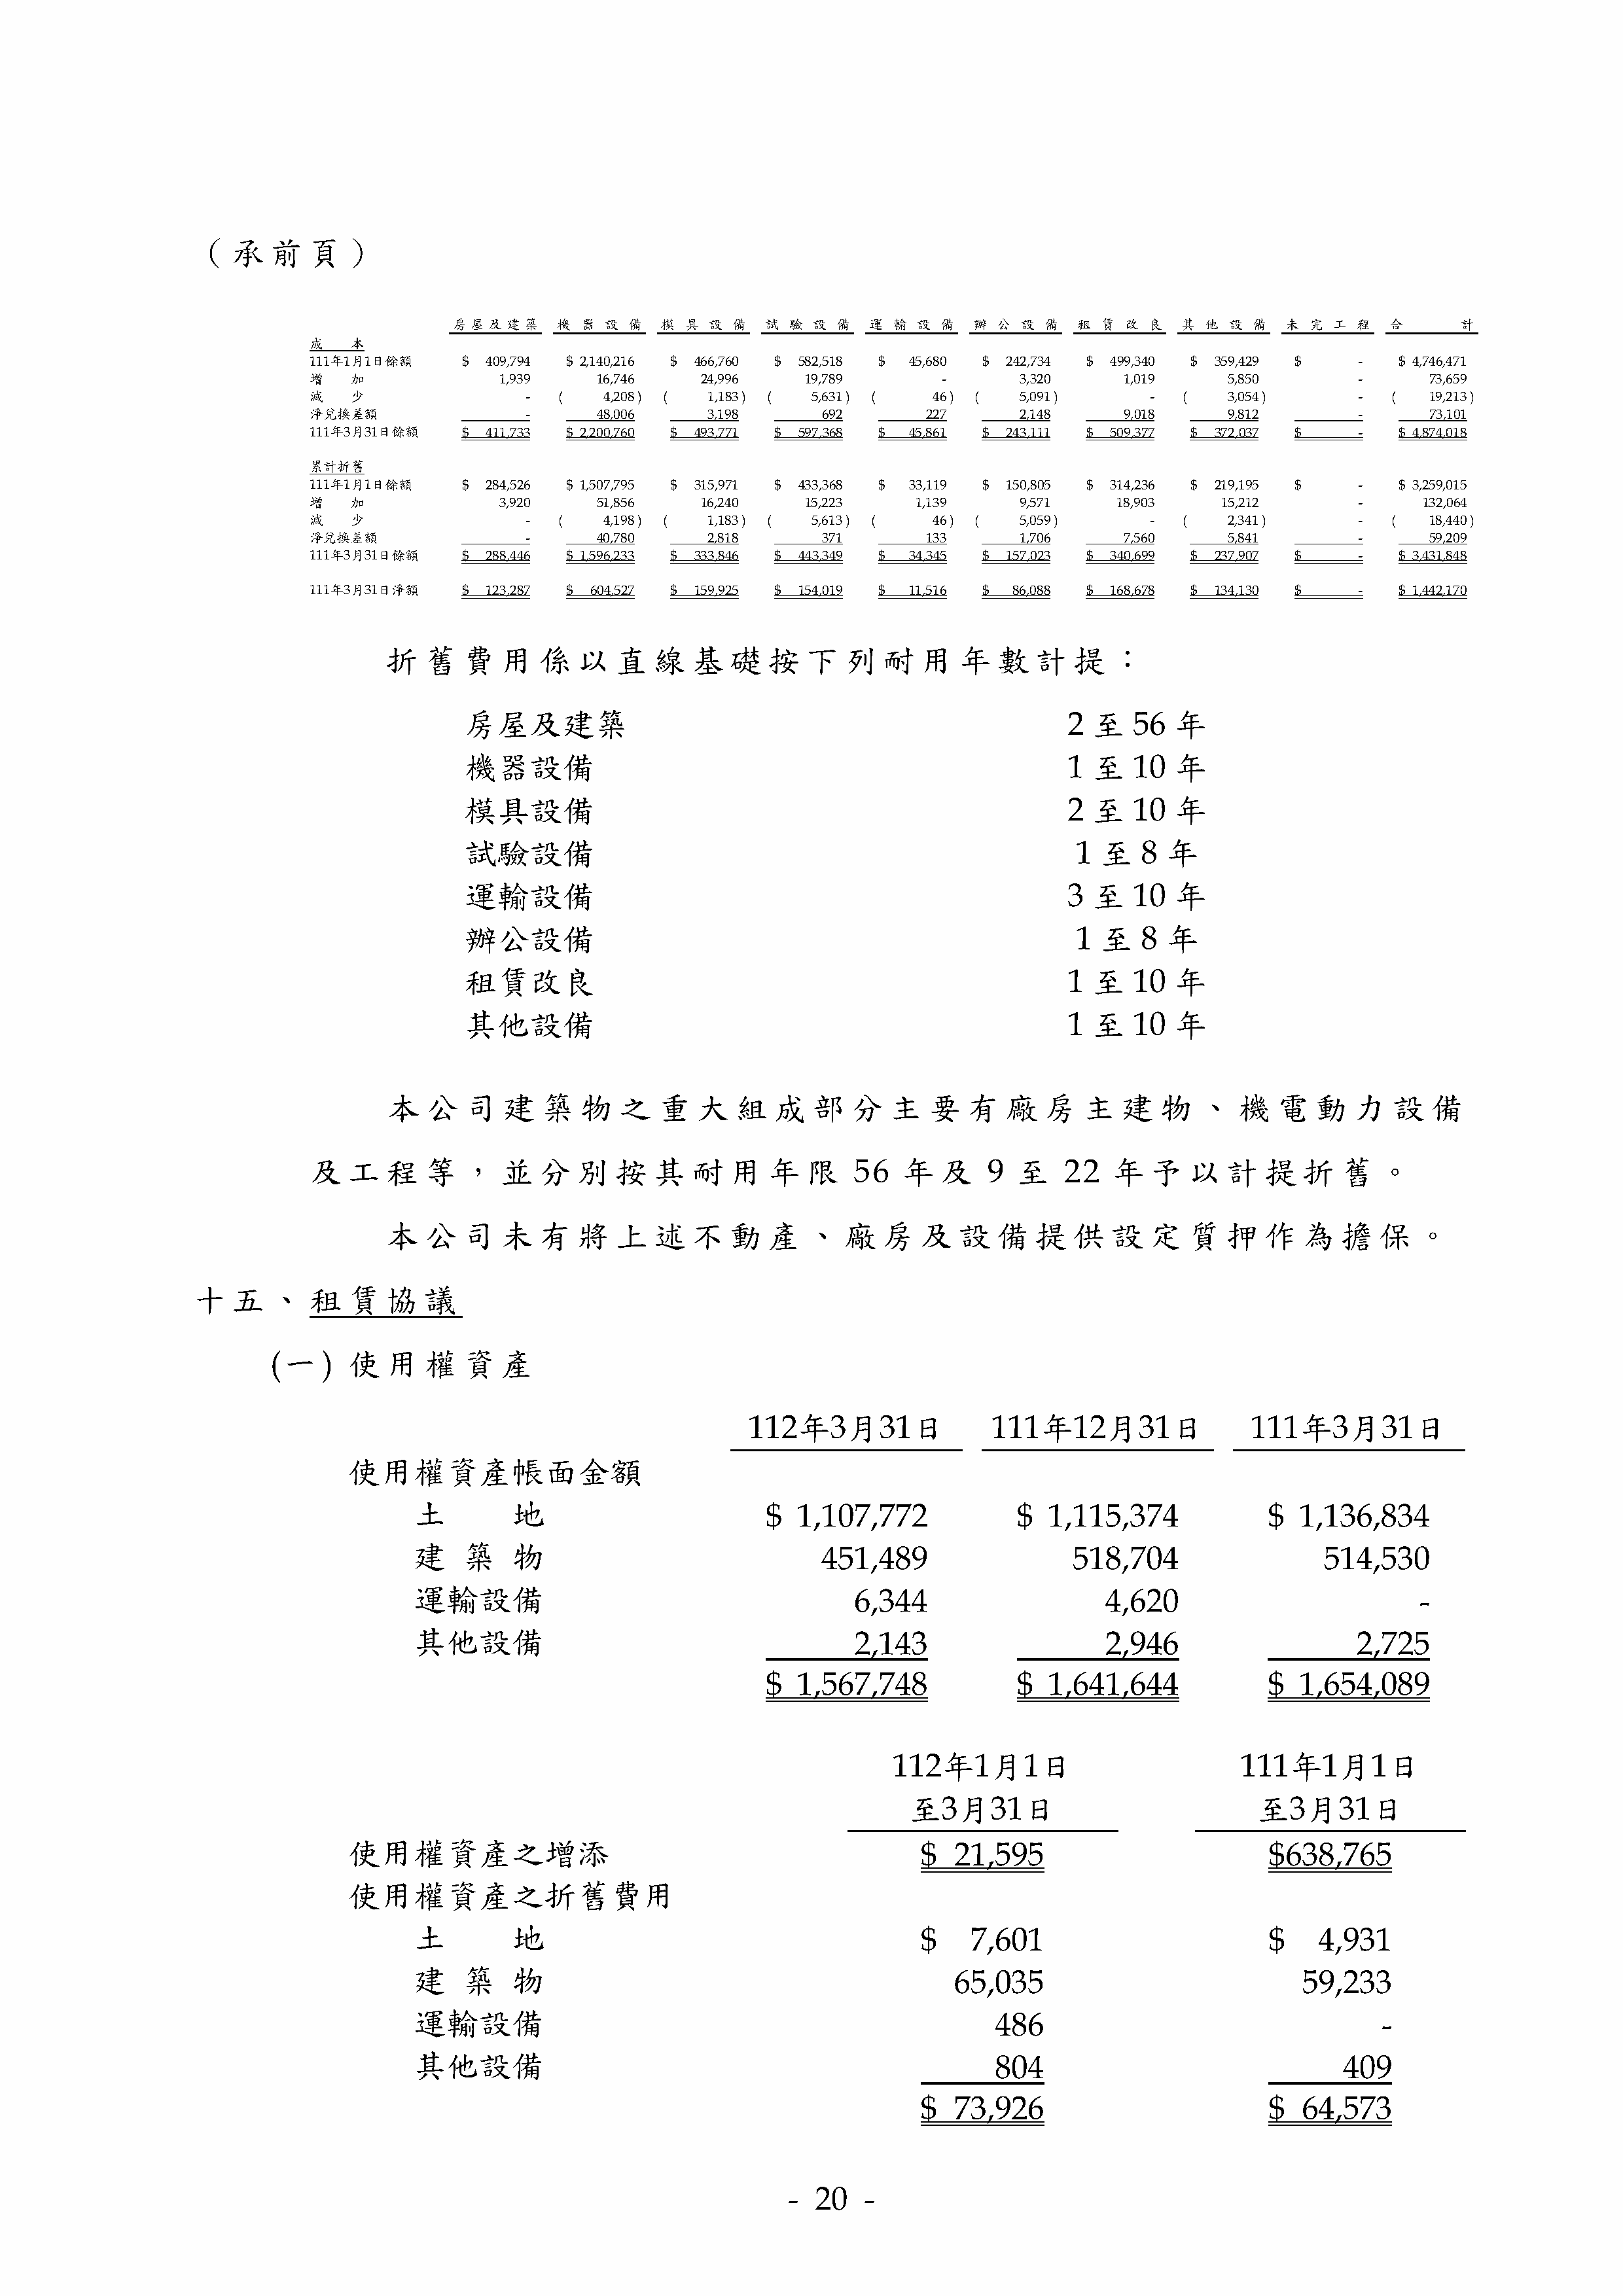 （承前頁）
房屋及建築 機器設備 模具設備 試驗設備 運輸設備 辦公設備 租賃改良 其他設備 未完工程 合計
成本
111年1月1日餘額 $ 409,794 $ 2,140,216 $ 466,760 $ 582,518 $ 45,680 $ 242,734 $ 499,340 $ 359,429 $ - $ 4,746,471
增加 1,939 16,746 24,996 19,789 - 3,320 1,019 5,850 - 73,659
減少 - ( 4,208) ( 1,183) ( 5,631) ( 46) ( 5,091) - ( 3,054) - ( 19,213)
淨兌換差額 - 48,006 3,198 692 227 2,148 9,018 9,812 - 73,101
111年3月31日餘額 $ 411,733 $ 2,200,760 $ 493,771 $ 597,368 $ 45,861 $ 243,111 $ 509,377 $ 372,037 $ - $ 4,874,018
累計折舊
111年1月1日餘額 $ 284,526 $ 1,507,795 $ 315,971 $ 433,368 $ 33,119 $ 150,805 $ 314,236 $ 219,195 $ - $ 3,259,015
增加 3,920 51,856 16,240 15,223 1,139 9,571 18,903 15,212 - 132,064
減少 - ( 4,198) ( 1,183) ( 5,613) ( 46) ( 5,059) - ( 2,341) - ( 18,440)
淨兌換差額 - 40,780 2,818 371 133 1,706 7,560 5,841 - 59,209
111年3月31日餘額 $ 288,446 $ 1,596,233 $ 333,846 $ 443,349 $ 34,345 $ 157,023 $ 340,699 $ 237,907 $ - $ 3,431,848
111年3月31日淨額 $ 123,287 $ 604,527 $ 159,925 $ 154,019 $ 11,516 $ 86,088 $ 168,678 $ 134,130 $ - $ 1,442,170
折舊費用係以直線基礎按下列耐用年數計提：
房屋及建築 2 至 56 年
機器設備 1 至 10 年
模具設備 2 至 10 年
試驗設備 1 至 8 年
運輸設備 3 至 10 年
辦公設備 1 至 8 年
租賃改良 1 至 10 年
其他設備 1 至 10 年
本公司建築物之重大組成部分主要有廠房主建物、機電動力設備
及工程等，並分別按其耐用年限 56 年及 9 至 22 年予以計提折舊。
本公司未有將上述不動產、廠房及設備提供設定質押作為擔保。
十五、租賃協議
(一) 使用權資產
112年3月31日 111年12月31日 111年3月31日
使用權資產帳面金額
土地 $ 1,107,772 $ 1,115,374 $ 1,136,834
建築物 451,489 518,704 514,530
運輸設備 6,344 4,620 -
其他設備 2,143 2,946 2,725
$ 1,567,748 $ 1,641,644 $ 1,654,089
112年1月1日 111年1月1日
至3月31日 至3月31日
使用權資產之增添 $ 21,595 $638,765
使用權資產之折舊費用
土地 $ 7,601 $ 4,931
建築物 65,035 59,233
運輸設備 486 -
其他設備 804 409
$ 73,926 $ 64,573
- 20 -